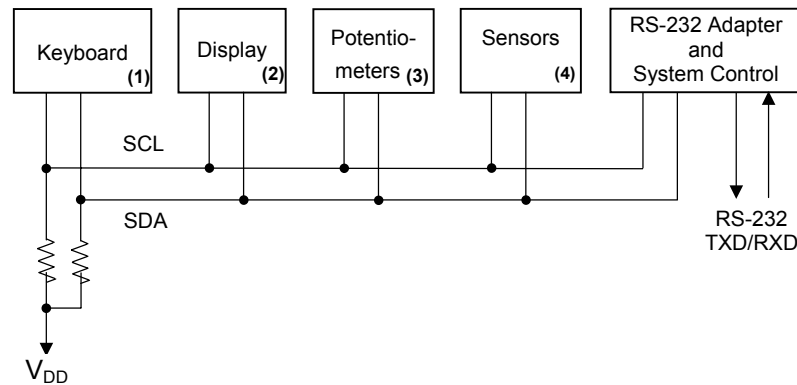 Keyboard
(1)
Display
(2)
Potentio-
meters (3)
Sensors
(4)
RS-232 Adapter
and
System Control
SCL
SDA
RS-232
TXD/RXD
VDD